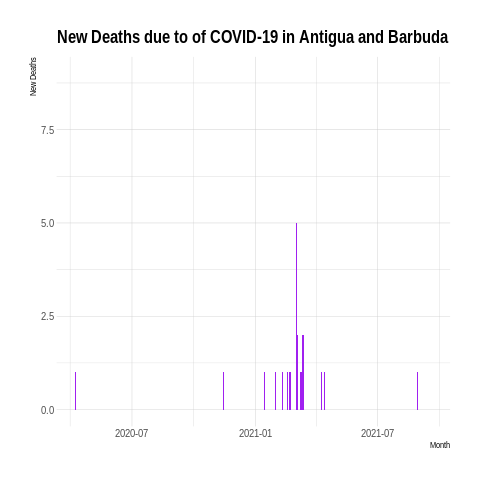 New Deaths due to of COVID-19 in Antigua and Barbuda
New Deaths
7.5
5.0
2.5
0.0
2020-07
2021-01
2021-07
Month